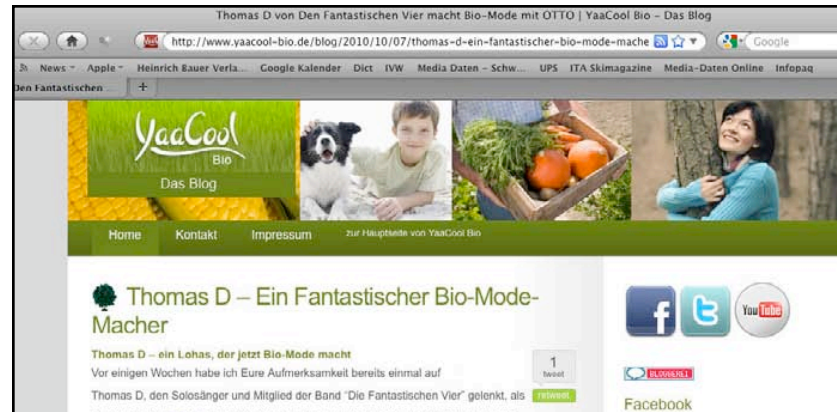 Thomas D von Den Fantastischen Vier macht Bio-Mode mit OTTO | YaaCool Bio – Das Blog
http://www.yaacool-bio.de/blog/2010/10/07/thomas-d-ein-fantastischer-bio-mode-mache
Google
News Apple Heinrich Bauer Verla... Google Kalender Dict IVW Media Daten – Schw... UPS ITA Skimagazine Media-Daten Online Infopaq
Den Fantastischen ... +
YaaCool
Bio
Das Blog
Home Kontakt Impressum zur Hauptseite von YaaCool Bio
Thomas D – Ein Fantastischer Bio-Mode-
Macher
Thomas D – ein Lohas, der jetzt Bio-Mode macht
Vor einigen Wochen habe ich Eure Aufmerksamkeit bereits einmal auf
Thomas D, den Solosänger und Mitglied der Band "Die Fantastischen Vier" gelenkt, als
1
tweet
retweet
f
t
You Tube
BLOGGEREI
Facebook